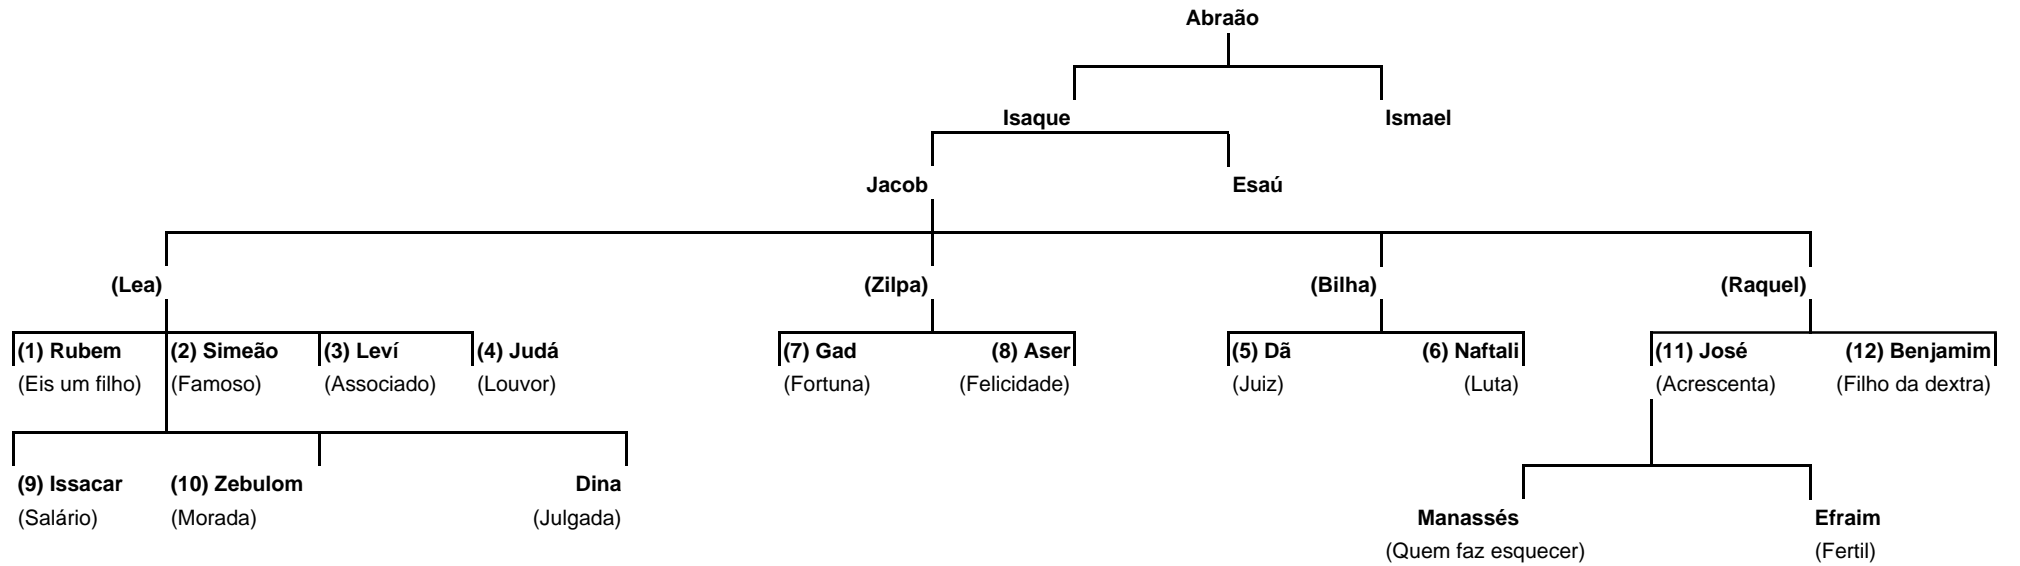 Abraão
Isaque Ismael
Jacob Esaú
(Lea) (Zilpa) (Bilha) (Raquel)
(1) Rubem (2) Simeão (3) Leví (4) Judá (7) Gad (8) Aser (5) Dã (6) Naftali (11) José (12) Benjamim
(Eis um filho) (Famoso) (Associado) (Louvor) (Fortuna) (Felicidade) (Juiz) (Luta) (Acrescenta) (Filho da dextra)
(9) Issacar (10) Zebulom Dina
(Salário) (Morada) (Julgada) Manassés Efraim
(Quem faz esquecer) (Fertil)